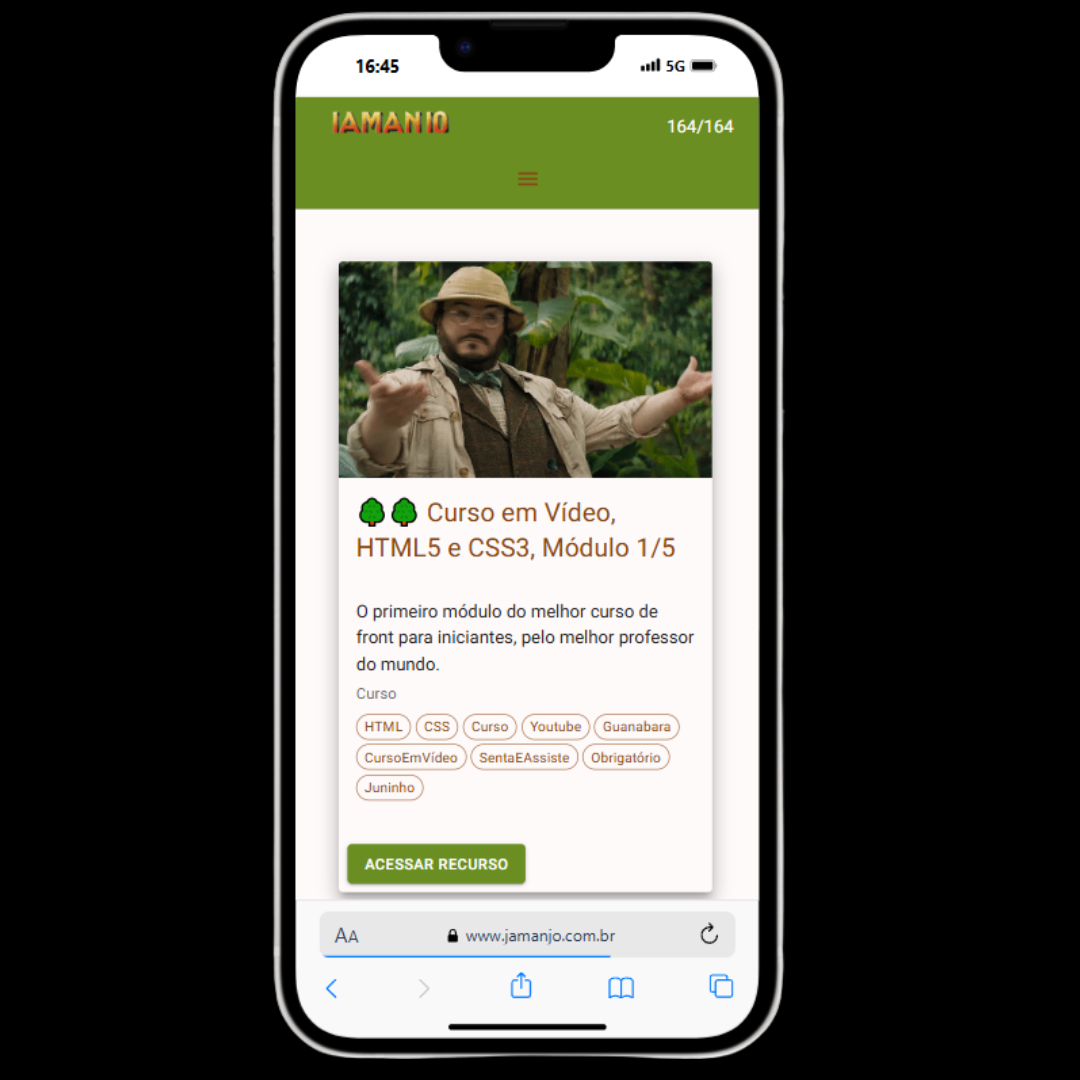 16:45
5G
JAMANJO
164/164
Curso em Vídeo,
HTML5 e CSS3, Módulo 1/5
O primeiro módulo do melhor curso de
front para iniciantes, pelo melhor professor
do mundo.
Curso
HTML CSS Curso Youtube Guanabara
CursoEmVídeo SentaEAssiste Obrigatório
Juninho
ACESSAR RECURSO
AA www.jamanjo.com.br